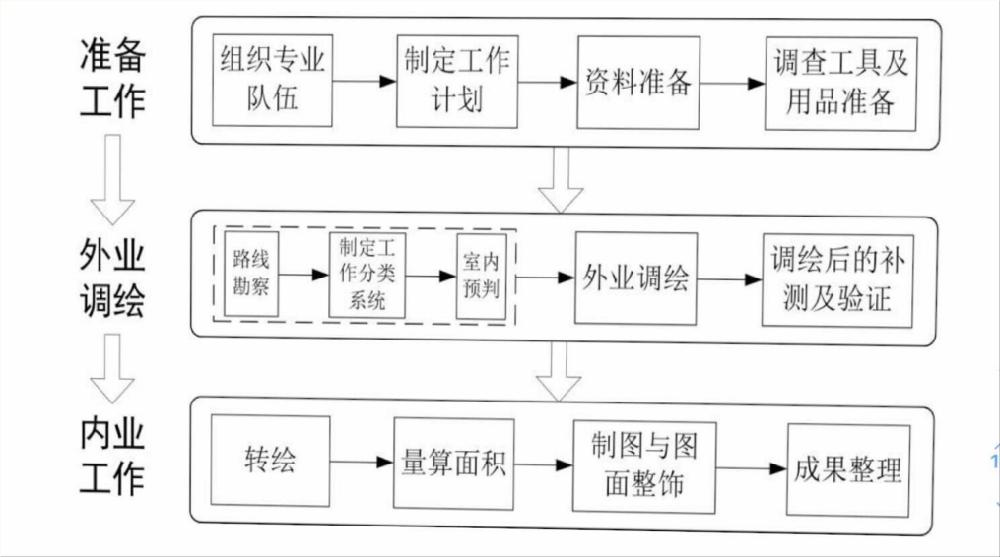 准备
工作
组织专业
队伍
制定工作
计划
资料准备
调查工具及
用品准备
外业
调绘
路线
勘察
制定工
作分类
系统
室内
预判
外业调绘
调绘后的补
测及验证
内业
工作
转绘
量算面积
制图与图
面整饰
成果整理
1